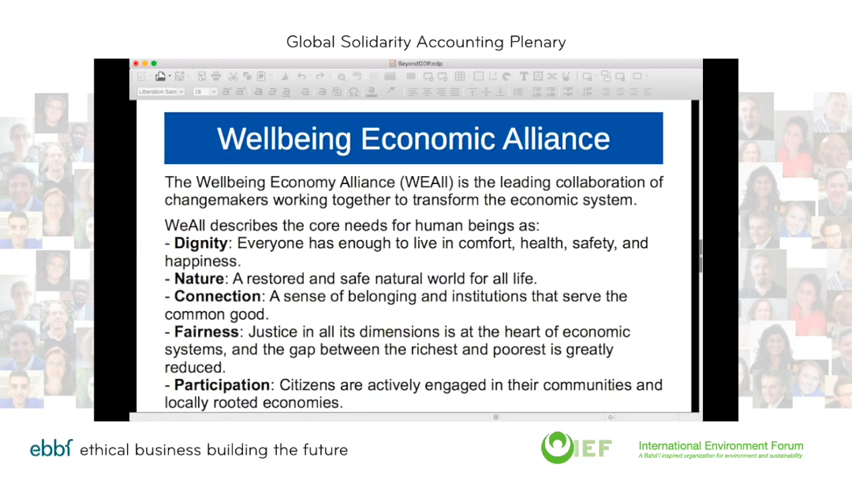 Global Solidarity Accounting Plenary
BeyondGDP.odp
Liberation Sans
18
Wellbeing Economic Alliance
The Wellbeing Economy Alliance (WEAll) is the leading collaboration of
changemakers working together to transform the economic system.
WeAll describes the core needs for human beings as:
- Dignity: Everyone has enough to live in comfort, health, safety, and
happiness.
- Nature: A restored and safe natural world for all life.
- Connection: A sense of belonging and institutions that serve the
common good.
- Fairness: Justice in all its dimensions is at the heart of economic
systems, and the gap between the richest and poorest is greatly
reduced.
- Participation: Citizens are actively engaged in their communities and
locally rooted economies.
ebbf ethical business building the future
IEF
International Environment Forum
A Bahá'í inspired organization for environment and sustainability